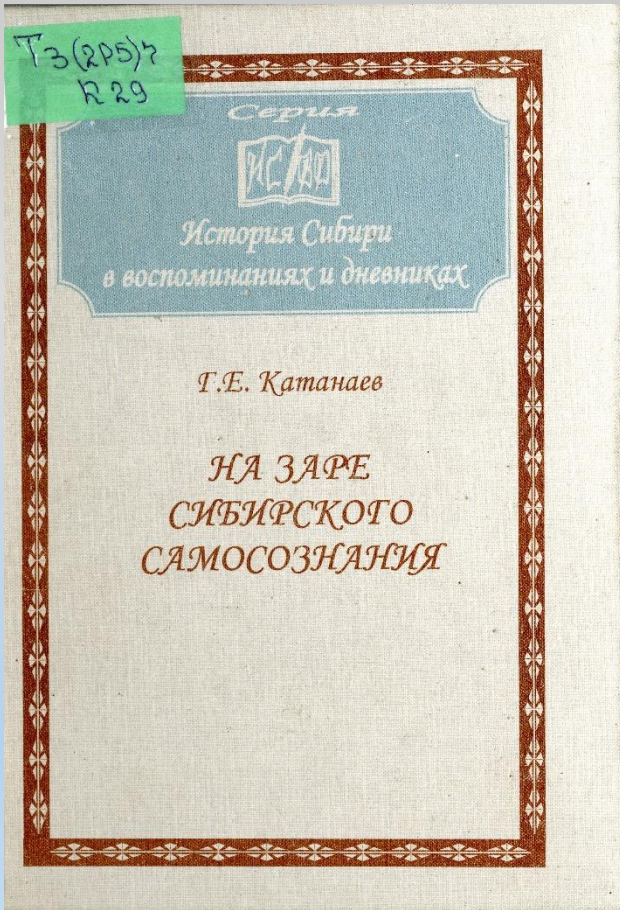 Т3(2Р5)7
К29
Серия
История Сибири
в воспоминаниях и дневниках
Г.Е. Катанаев
НА ЗАРЕ
СИБИРСКОГО
САМОСОЗНАНИЯ